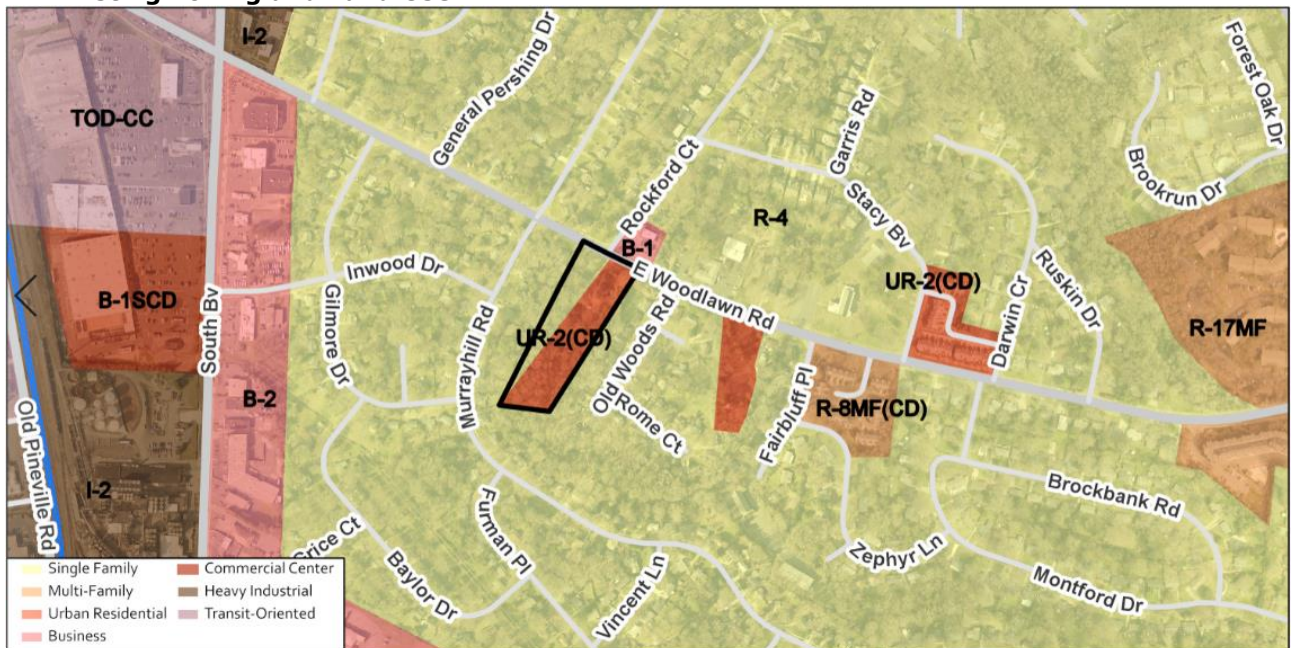 I-2
Forest Oak Dr
General Pershing Dr
TOD-CC
Garris Rd
Rockford Ct
Brookrun Dr
Stacy Bv
R-4
B-1
E Woodlawn Rd
Inwood Dr
Ruskin Dr
UR-2(CD)
B-1SCD
South Bv
Gilmore Dr
Darwin Cr
R-17MF
UR-2(CD)
Murrayhill Rd
Old Woods Rd
B-2
Fairbluff Pl
R-8MF(CD)
Rome Ct
Old Pineville Rd
I-2
Brockbank Rd
Furman Pl
Zephyr Ln
Baylor Dr
Vincent Ln
Montford Dr
Single Family
Commercial Center
Multi-Family
Heavy Industrial
Urban Residential
Transit-Oriented
Business